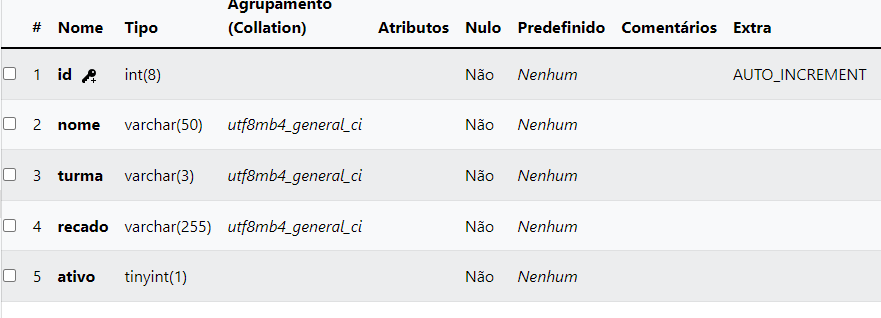 Agrupamento
# Nome Tipo (Collation) Atributos Nulo Predefinido Comentários Extra
1 id int(8) Não Nenhum AUTO_INCREMENT
2 nome varchar(50) utf8mb4_general_ci Não Nenhum
3 turma varchar(3) utf8mb4_general_ci Não Nenhum
4 recado varchar(255) utf8mb4_general_ci Não Nenhum
5 ativo tinyint(1) Não Nenhum